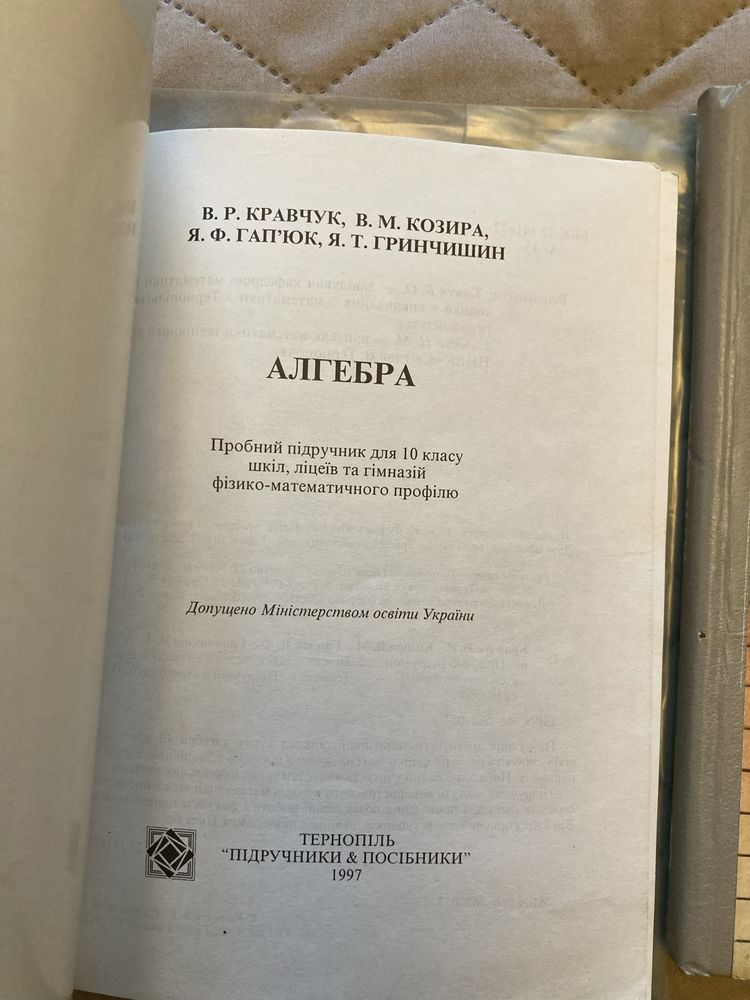 В. Р. КРАВЧУК, В. М. КОЗИРА,
Я. Ф. ГАП'ЮК, Я. Т. ГРИНЧИШИН
АЛГЕБРА
Пробний підручник для 10 класу
шкіл, ліцеїв та гімназій
фізико-математичного профілю
Допущено Міністерством освіти України
ТЕРНОПІЛЬ
“ПІДРУЧНИКИ & ПОСІБНИКИ”
1997